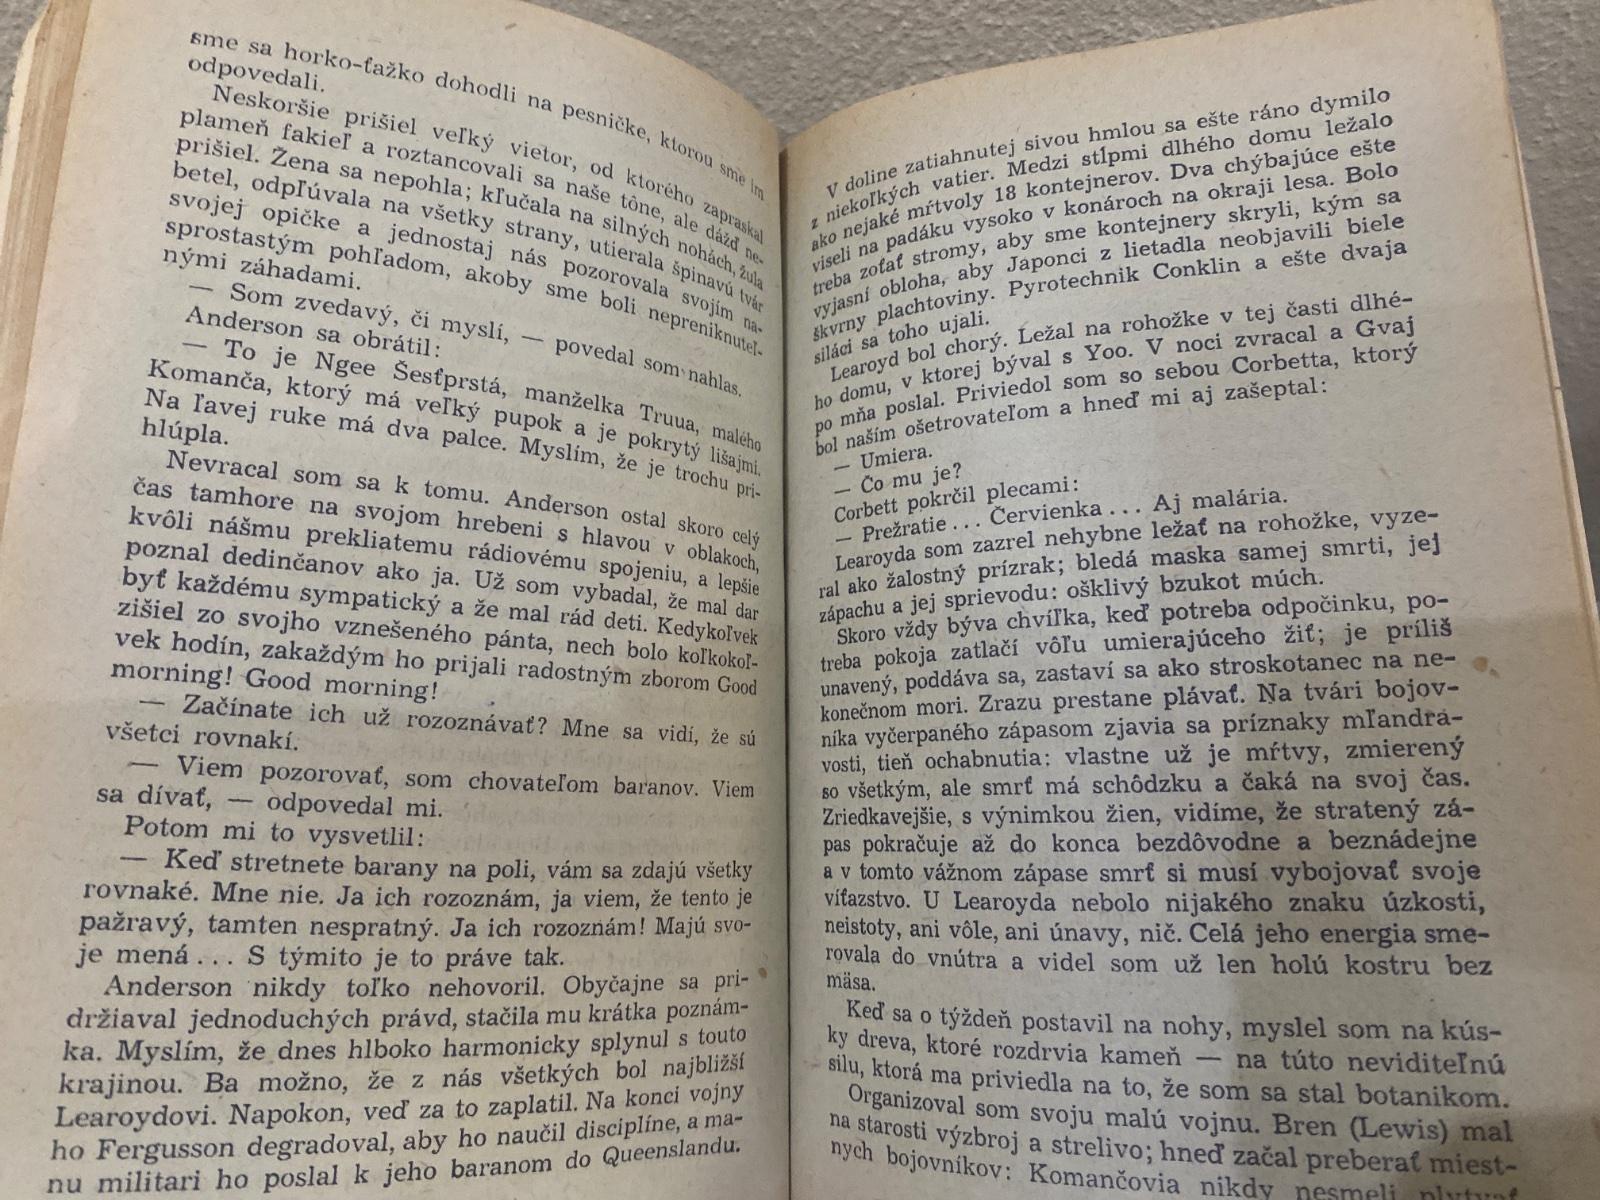 sme sa horko-ťažko dohodli na pesničke, ktorou sme im
odpovedali.
Neskoršie prišiel veľký vietor, od ktorého zapraskal
plameň fakieľ a roztancovali sa naše tône, ale dážď ne-
prišiel. Žena sa nepohla; kľučala na silných nohách, žula
betel, odpľúvala na všetky strany, utierala špinavú tvár
svojej opičke a jednostaj nás pozorovala svojím na-
sprostastým pohľadom, akoby sme boli nepreniknuteľ-
nými záhadami.
— Som zvedavý, či myslí, — povedal som nahlas.
Anderson sa obrátil:
— To je Ngee Šesťprstá, manželka Truua, malého
Komanča, ktorý má veľký pupok a je pokrytý lišajmi.
Na ľavej ruke má dva palce. Myslím, že je trochu pri-
hlúpla.
Nevracal som sa k tomu. Anderson ostal skoro celý
čas tamhore na svojom hrebeni s hlavou v oblakoch,
kvôli nášmu prekliatemu rádiovému spojeniu, a lepšie
poznal dedinčanov ako ja. Už som vybadal, že mal dar
byť každému sympatický a že mal rád deti. Kedykoľvek
zišiel zo svojho vznešeného pánta, nech bolo koľkokoľ-
vek hodín, zakaždým ho prijali radostným zborom Good
morning! Good morning!
— Začínate ich už rozoznávať? Mne sa vidí, že sú
všetci rovnakí.
— Viem pozorovať, som chovateľom baranov. Viem
sa dívať, — odpovedal mi.
Potom mi to vysvetlil:
— Keď stretnete barany na poli, vám sa zdajú všetky
rovnaké. Mne nie. Ja ich rozoznám, ja viem, že tento je
pažravý, tamten nespratný. Ja ich rozoznám! Majú svo-
je mená... S týmito je to práve tak.
Anderson nikdy toľko nehovoril. Obyčajne sa pri-
držiaval jednoduchých právd, stačila mu krátka poznám-
ka. Myslím, že dnes hlboko harmonicky splynul s touto
krajinou. Ba možno, že z nás všetkých bol najbližší
Learoydovi. Napokon, veď za to zaplatil. Na konci vojny
ho Fergusson degradoval, aby ho naučil disciplíne, a ma-
nu militari ho poslal k jeho baranom do Queenslandu.
V doline zatiahnutej sivou hmlou sa ešte ráno dymilo
z niekoľkých vatier. Medzi stĺpmi dlhého domu ležalo
ako nejaké mŕtvoly 18 kontejnerov. Dva chýbajúce ešte
viseli na padáku vysoko v konároch na okraji lesa. Bolo
treba zoťať stromy, aby sme kontejnery skryli, kým sa
vyjasní obloha, aby Japonci z lietadla neobjavili biele
škvrny plachtoviny. Pyrotechnik Conklin a ešte dvaja
siláci sa toho ujali.
Learoyd bol chorý. Ležal na rohožke v tej časti dlhé-
ho domu, v ktorej býval s Yoo. V noci zvracal a Gvaj
po mňa poslal. Priviedol som so sebou Corbetta, ktorý
bol naším ošetrovateľom a hneď mi aj zašeptal:
— Umiera.
— Čo mu je?
Corbett pokrčil plecami:
— Prežratie... Červienka... Aj malária.
Learoyda som zazrel nehybne ležať na rohožke, vyze-
ral ako žalostný prízrak; bledá maska samej smrti, jej
zápachu a jej sprievodu: ošklivý bzukot múch.
Skoro vždy býva chvíľka, keď potreba odpočinku, po-
treba pokoja zatlačí vôľu umierajúceho žiť; je príliš
unavený, poddáva sa, zastaví sa ako stroskotanec na ne-
konečnom mori. Zrazu prestane plávať. Na tvári bojov-
níka vyčerpaného zápasom zjavia sa príznaky mľandra-
vosti, tieň ochabnutia: vlastne už je mŕtvy, zmierený
so všetkým, ale smrť má schôdzku a čaká na svoj čas.
Zriedkavejšie, s výnimkou žien, vidíme, že stratený zá-
pas pokračuje až do konca bezdôvodne a beznádejne
a v tomto vážnom zápase smrť si musí vybojovať svoje
víťazstvo. U Learoyda nebolo nijakého znaku úzkosti,
neistoty, ani vôle, ani únavy, nič. Celá jeho energia sme-
rovala do vnútra a videl som už len holú kostru bez
mäsa.
Keď sa o týždeň postavil na nohy, myslel som na kús-
ky dreva, ktoré rozdrvia kameň — na túto neviditeľnú
silu, ktorá ma priviedla na to, že som sa stal botanikom.
Organizoval som svoju malú vojnu. Bren (Lewis) mal
na starosti výzbroj a strelivo; hneď začal preberať miest-
nych bojovníkov: Komančovia nikdy nesmeli plytvať